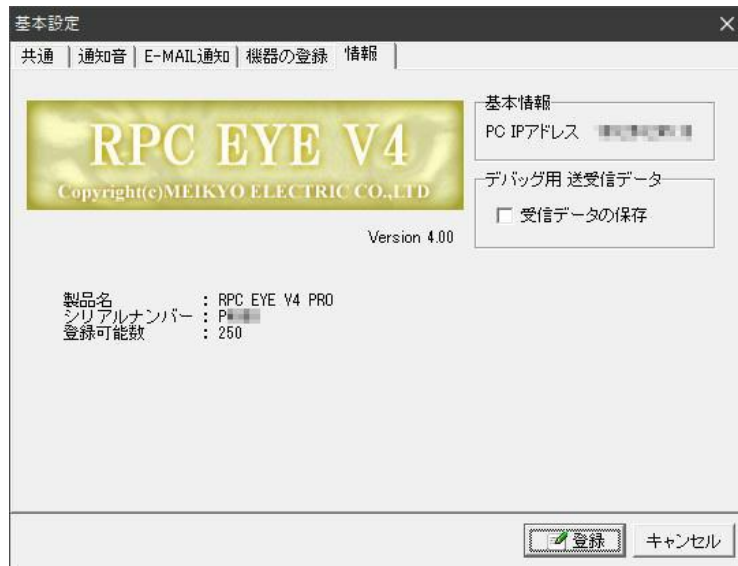 基本設定
共通 通知音 E-MAIL通知 機器の登録 情報
RPC EYE V4
Copyright(c)MEIKYO ELECTRIC CO.,LTD
Version 4.00
基本情報
PC IPアドレス
デバッグ用 送受信データ
受信データの保存
製品名 : RPC EYE V4 PRO
シリアルナンバー : P
登録可能数 : 250
登録 キャンセル